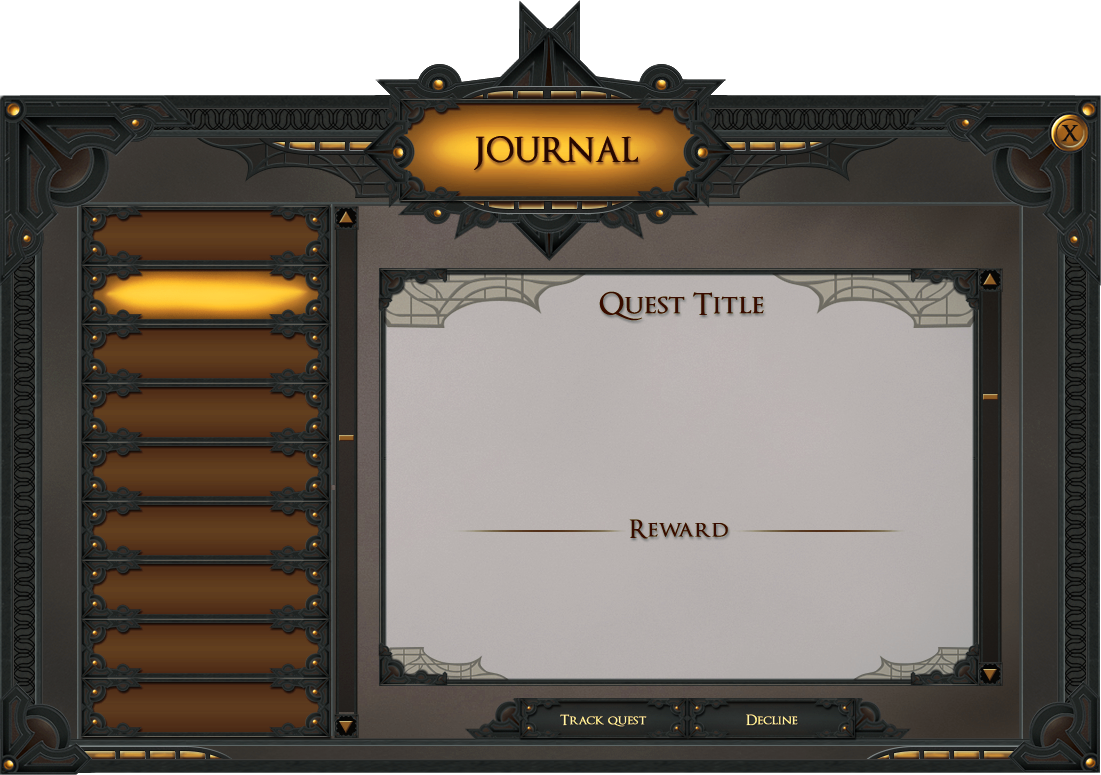 JOURNAL
X
Quest Title
Reward
Track quest
Decline